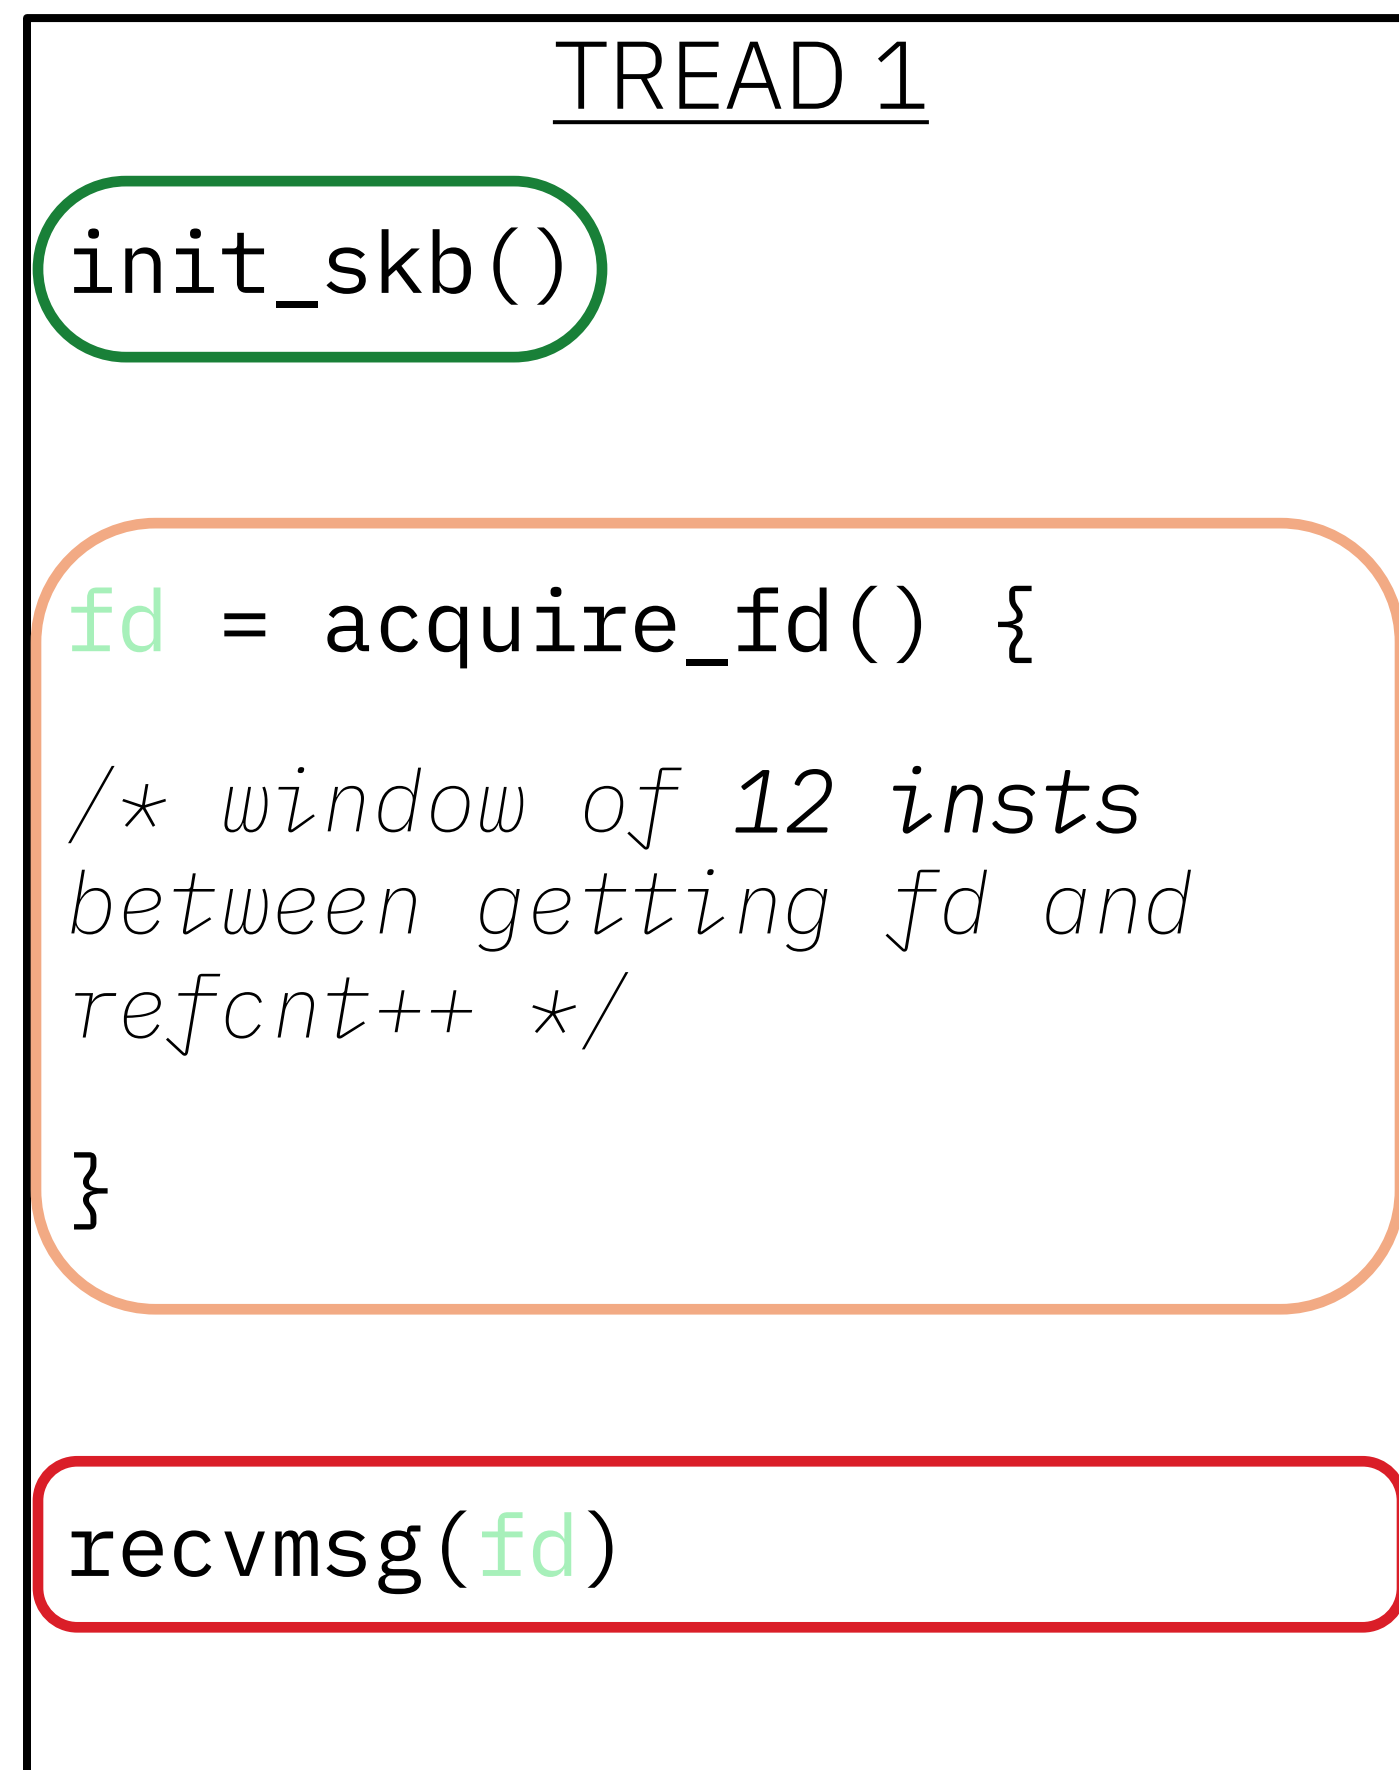 TREAD 1
init_skb()
fd = acquire_fd() {
/* window of 12 insts
between getting fd and
refcnt++ */
}
recvmsg(fd)